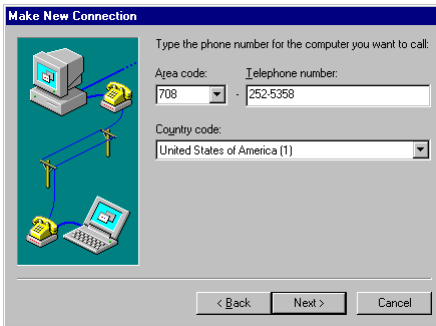 Make New Connection
Type the phone number for the computer you want to call:
Area code: Telephone number:
708 - 252-5358
Country code:
United States of America (1)
< Back Next > Cancel